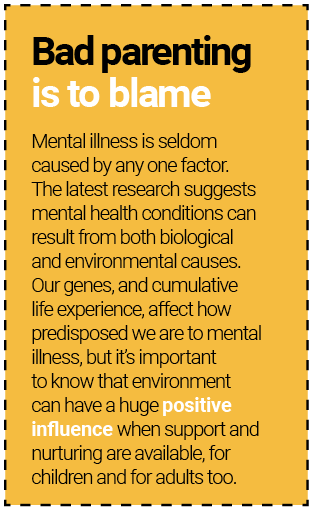 Bad parenting
is to blame
Mental illness is seldom
caused by any one factor.
The latest research suggests
mental health conditions can
result from both biological
and environmental causes.
Our genes, and cumulative
life experience, affect how
predisposed we are to mental
illness, but it's important
to know that environment
can have a huge positive
influence when support and
nurturing are available, for
children and for adults too.